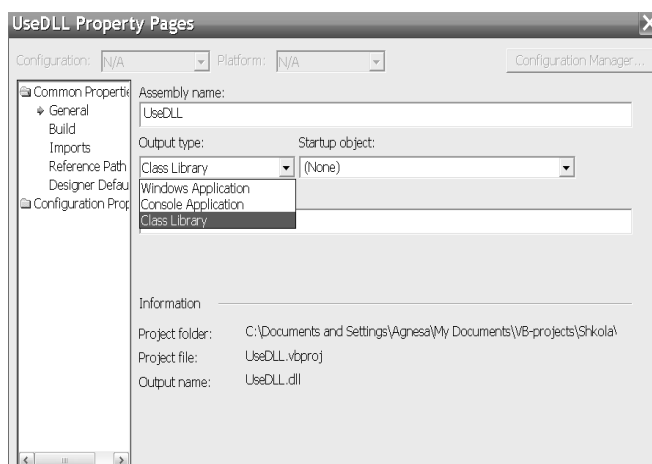 UseDLL Property Pages
Configuration: N/A Platform: N/A Configuration Manager...
Common Propertie
General
Build
Imports
Reference Path
Designer Defau
Configuration Prop
Assembly name:
UseDLL
Output type: Startup object:
Class Library (None)
Windows Application
Console Application
Class Library
Information
Project folder: C:\Documents and Settings\Agnesa\My Documents\VB-projects\Shkola\
Project file: UseDLL.vbproj
Output name: UseDLL.dll